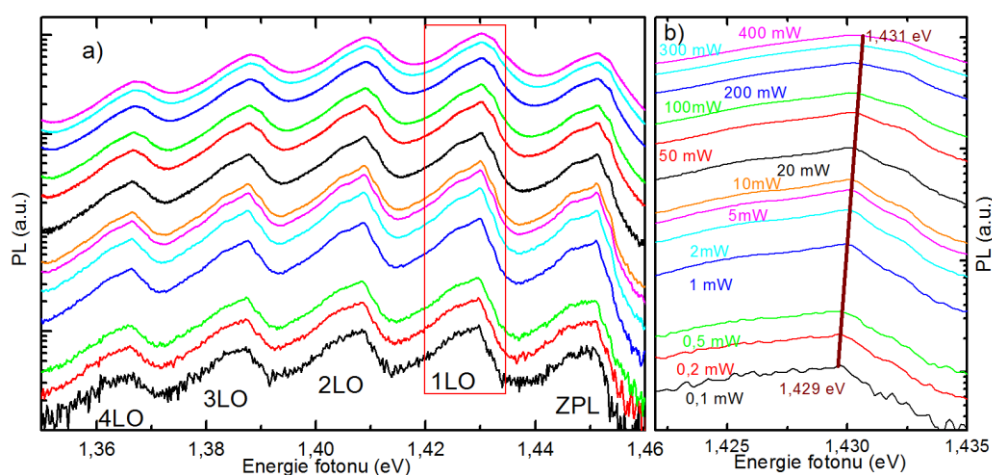 a)
PL (a.u.)
4LO
3LO
2LO
1LO
ZPL
1,36
1,38
1,40
1,42
1,44
1,46
Energie fotonu (eV)
b)
400 mW
1,431 eV
300 mW
200 mW
100mW
50 mW
20 mW
10mW
5mW
2mW
1 mW
0,5 mW
0,2 mW
1,429 eV
0,1 mW
PL (a.u.)
1,425
1,430
1,435
Energie fotonu (eV)